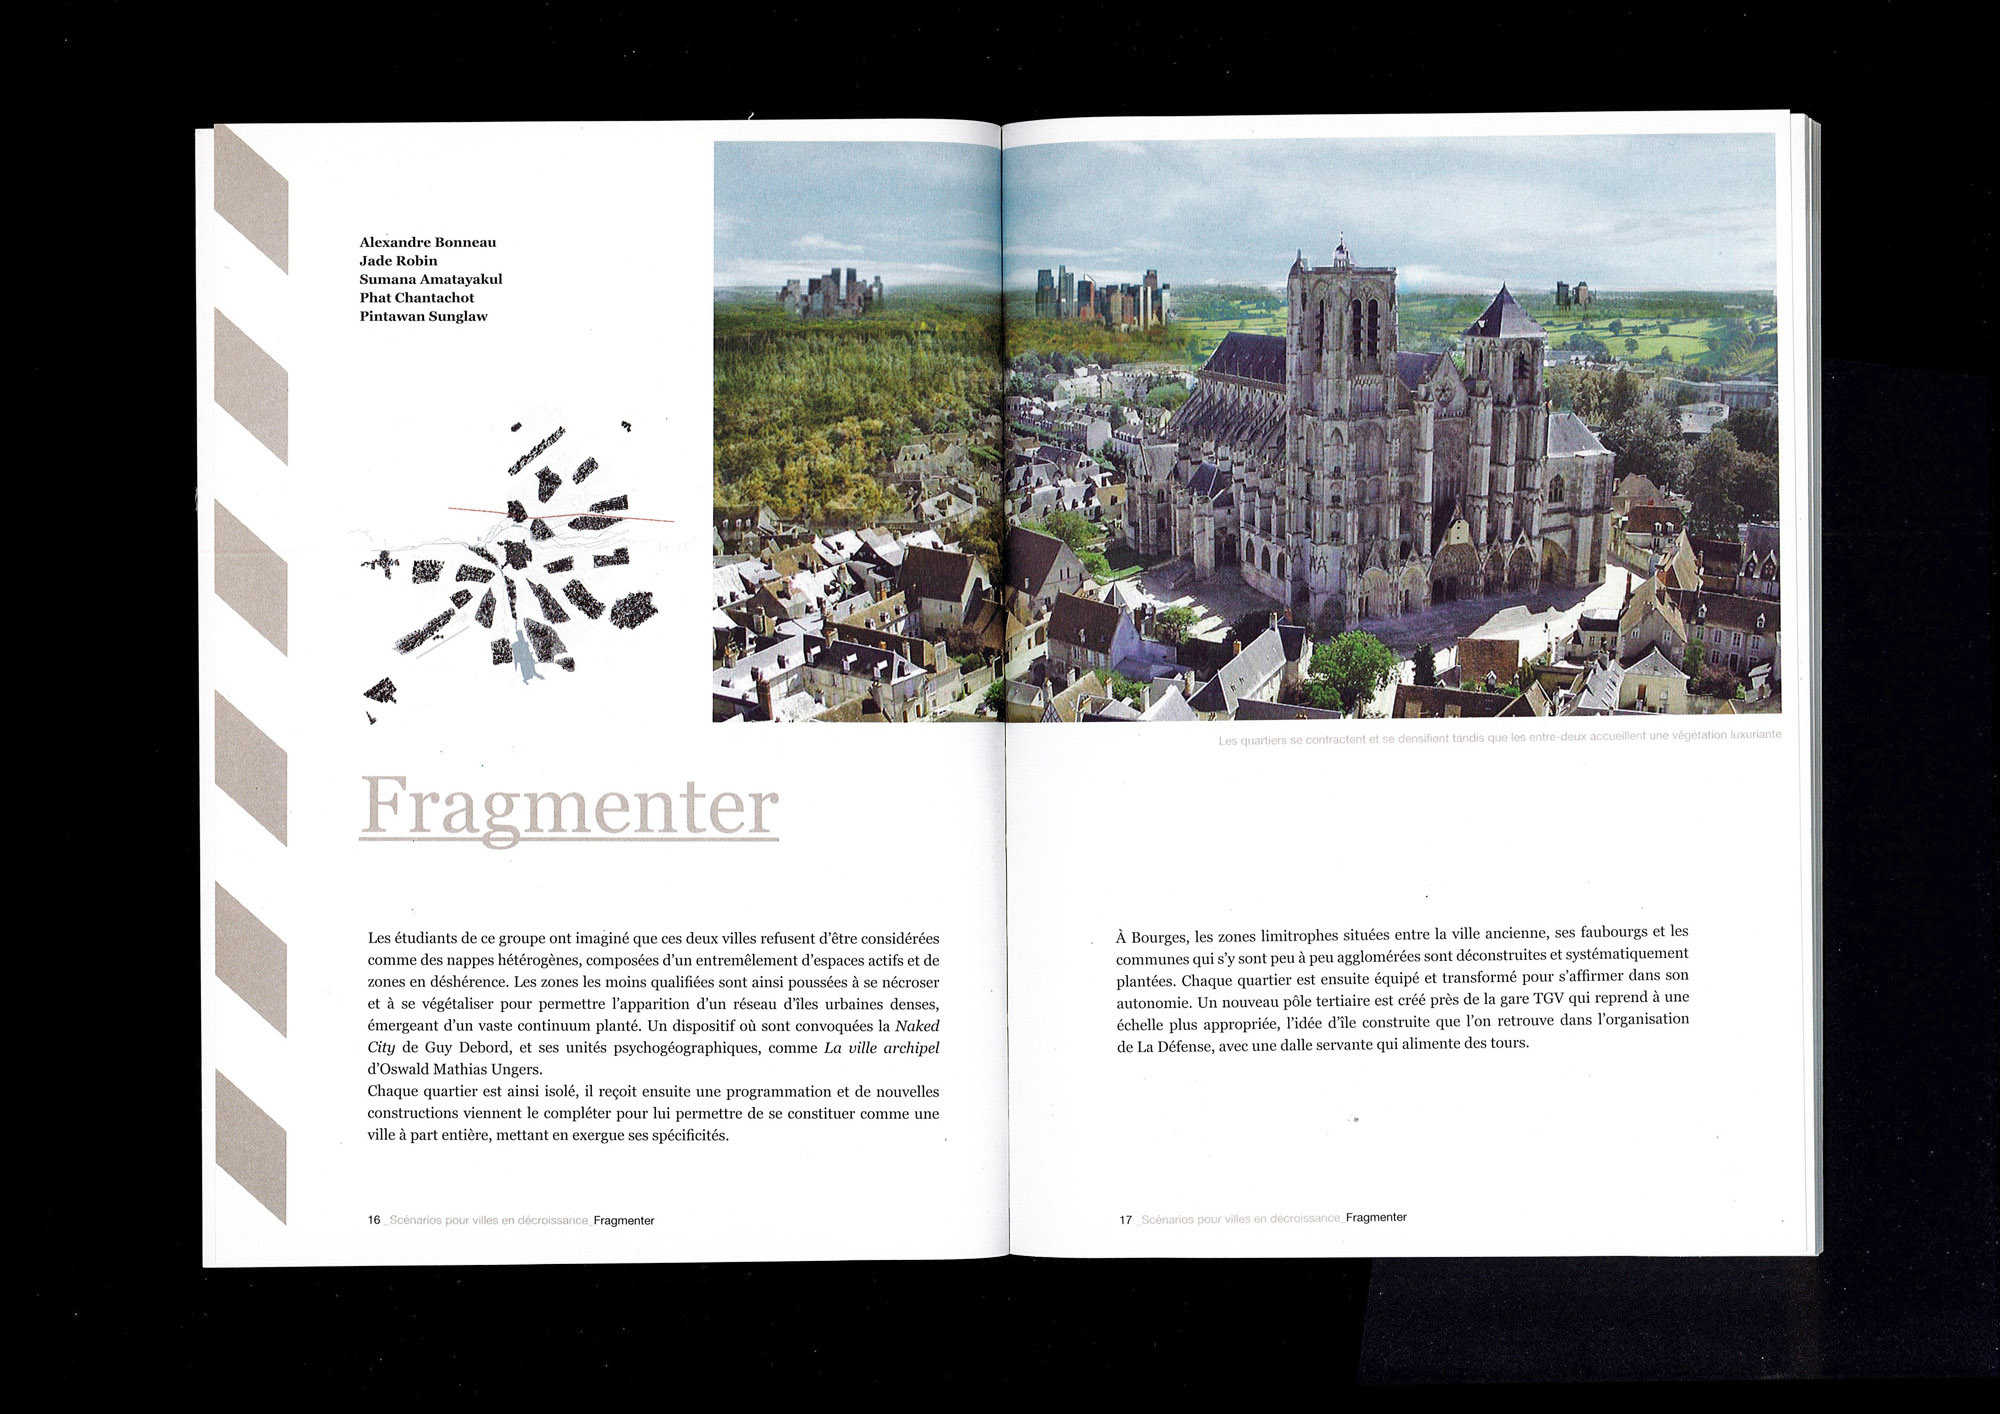 Alexandre Bonneau
Jade Robin
Sumana Amatayakul
Phat Chantachot
Pintawan Sunglaw
Fragmenter
Les étudiants de ce groupe ont imaginé que ces deux villes refusent d’être considérées
comme des nappes hétérogènes, composées d’un entremêlement d’espaces actifs et de
zones en déshérence. Les zones les moins qualifiées sont ainsi poussées à se nécroser
et à se végétaliser pour permettre l’apparition d’un réseau d’îles urbaines denses,
émergeant d’un vaste continuum planté. Un dispositif où sont convoquées la Naked
City de Guy Debord, et ses unités psychogéographiques, comme La ville archipel
d’Oswald Mathias Ungers.
Chaque quartier est ainsi isolé, il reçoit ensuite une programmation et de nouvelles
constructions viennent le compléter pour lui permettre de se constituer comme une
ville à part entière, mettant en exergue ses spécificités.
16 _Scénarios pour villes en décroissance_Fragmenter
Les quartiers se contractent et se densifient tandis que les entre-deux accueillent une végétation luxuriante
À Bourges, les zones limitrophes situées entre la ville ancienne, ses faubourgs et les
communes qui s’y sont peu à peu agglomérées sont déconstruites et systématiquement
plantées. Chaque quartier est ensuite équipé et transformé pour s’affirmer dans son
autonomie. Un nouveau pôle tertiaire est créé près de la gare TGV qui reprend à une
échelle plus appropriée, l’idée d’île construite que l’on retrouve dans l’organisation
de La Défense, avec une dalle servante qui alimente des tours.
17 _Scénarios pour villes en décroissance_Fragmenter